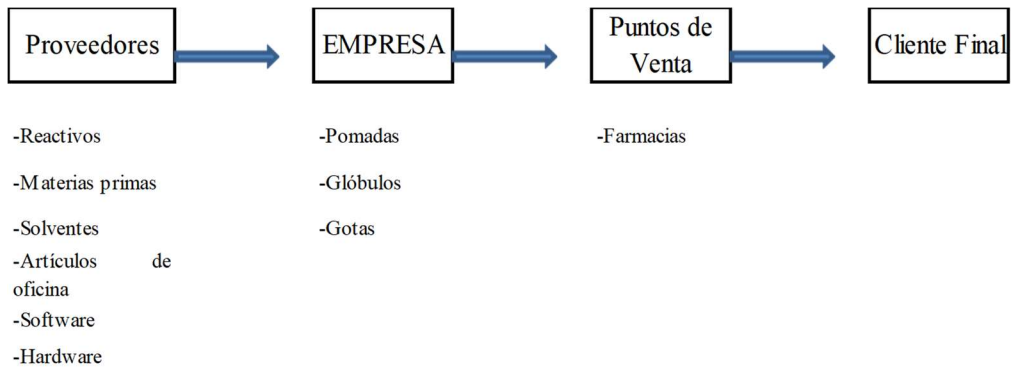 Proveedores
EMPRESA
Puntos de
Venta
Cliente Final
-Reactivos
-Materias primas
-Solventes
-Artículos de
oficina
-Software
-Hardware
-Pomadas
-Glóbulos
-Gotas
-Farmacias